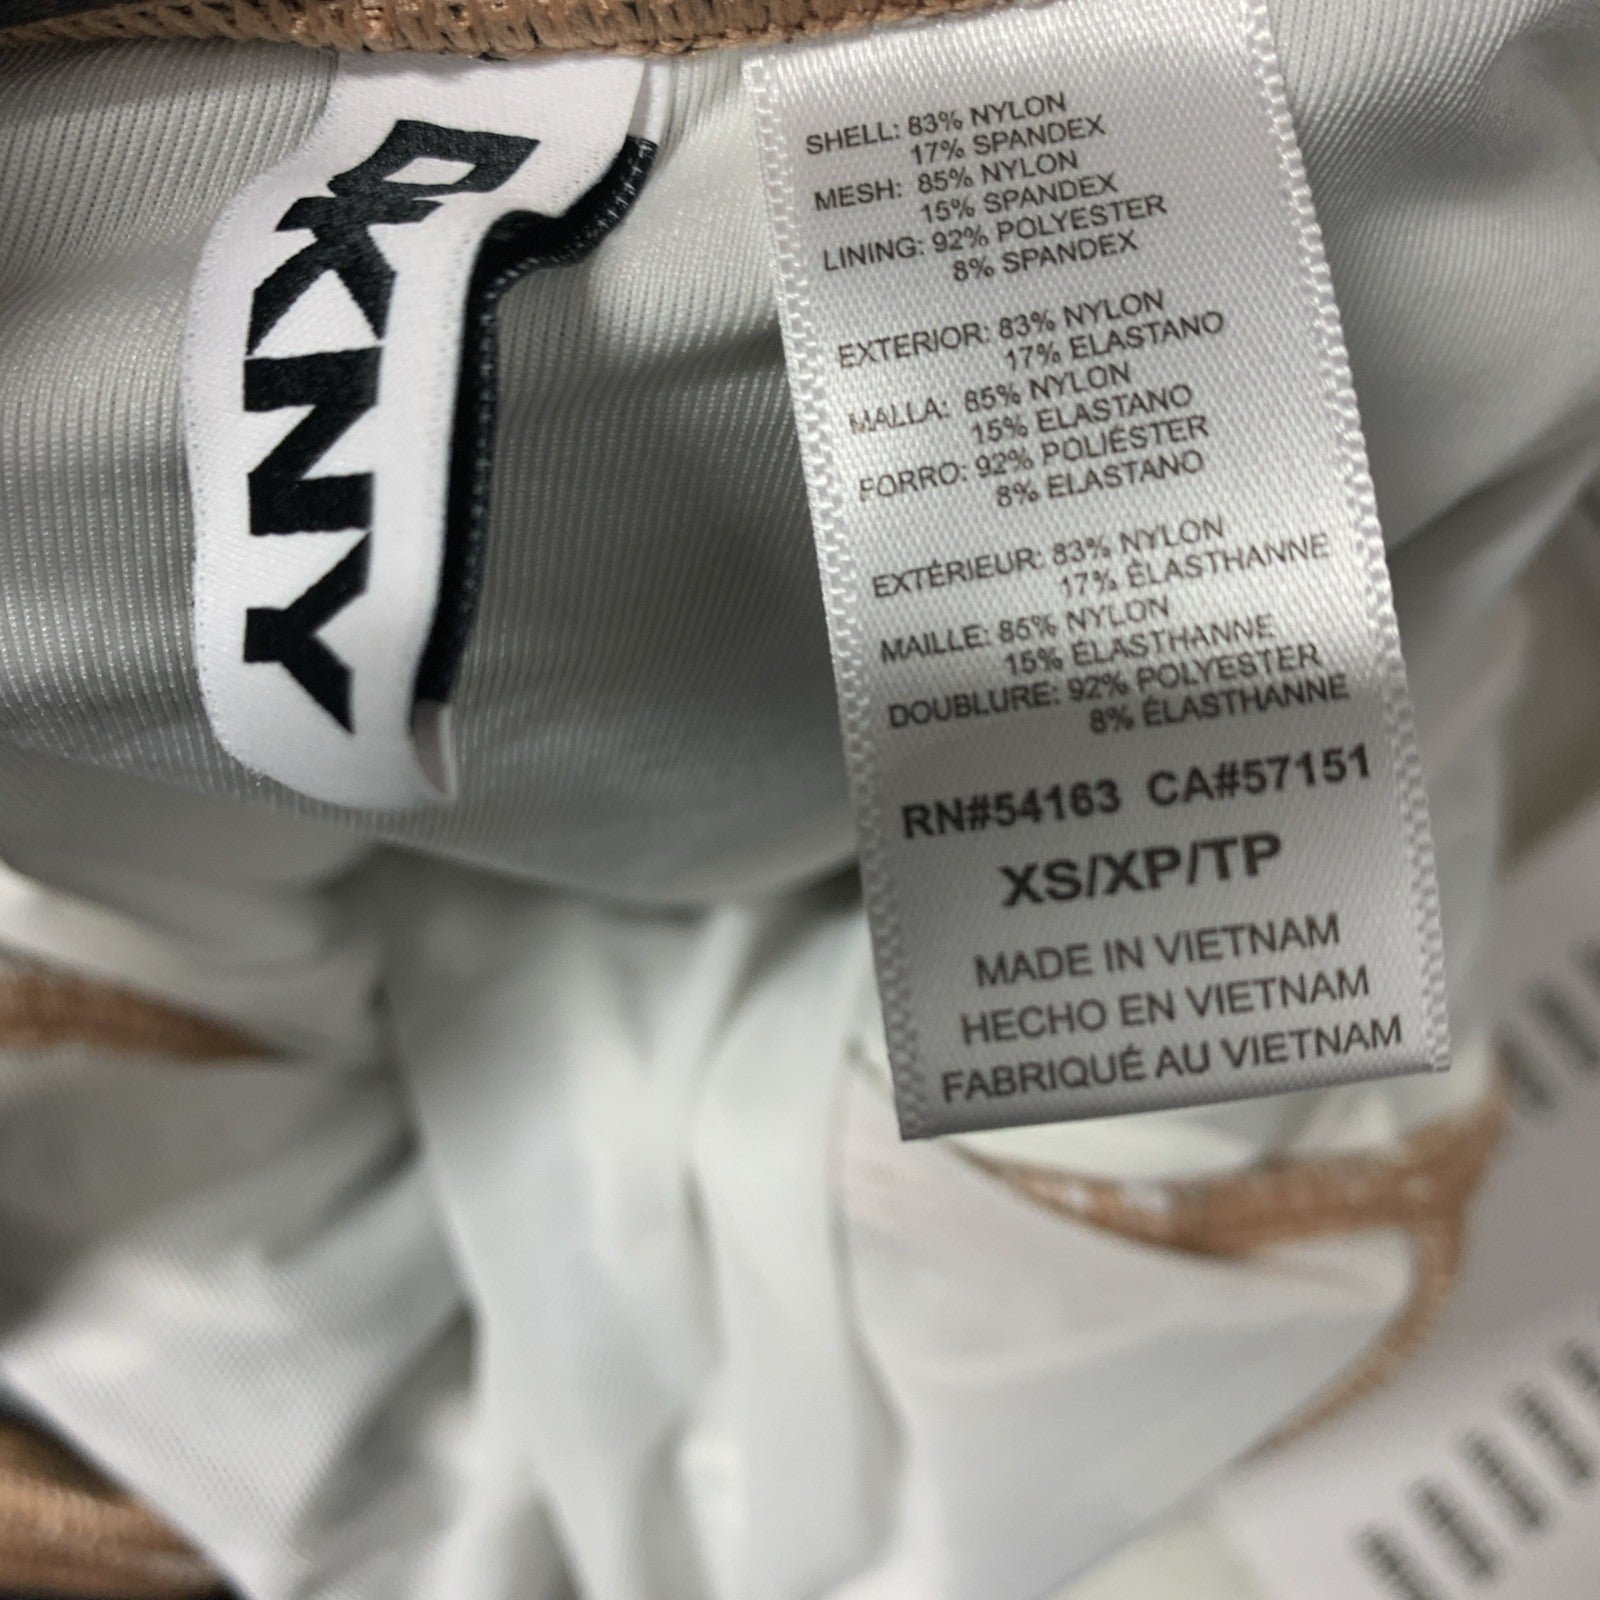 DKNY
SHELL: 83% NYLON
17% SPANDEX
MESH: 85% NYLON
15% SPANDEX
LINING: 92% POLYESTER
8% SPANDEX
EXTERIOR: 83% NYLON
17% ELASTANO
MALLA: 85% NYLON
15% ELASTANO
FORRO: 92% POLIÉSTER
8% ELASTANO
EXTÉRIEUR: 83% NYLON
17% ÉLASTHANNE
MAILLE: 85% NYLON
15% ÉLASTHANNE
DOUBLURE: 92% POLYESTER
8% ÉLASTHANNE
RN#54163 CA#57151
XS/XP/TP
MADE IN VIETNAM
HECHO EN VIETNAM
FABRIQUÉ AU VIETNAM